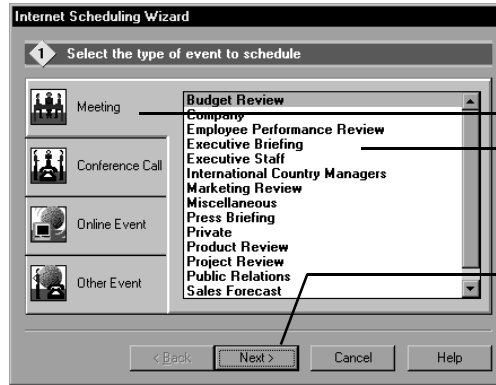 Internet Scheduling Wizard
1 Select the type of event to schedule
Meeting
Conference Call
Online Event
Other Event
Budget Review
Company
Employee Performance Review
Executive Briefing
Executive Staff
International Country Managers
Marketing Review
Miscellaneous
Press Briefing
Private
Product Review
Project Review
Public Relations
Sales Forecast
< Back
Next >
Cancel
Help